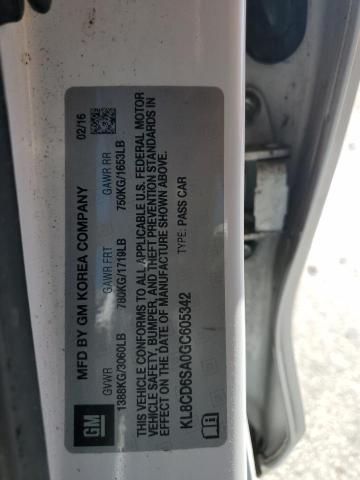 MFD BY GM KOREA COMPANY 02/16
GVWR GAWR FRT GAWR RR
1388KG/3060LB 780KG/1719LB 750KG/1653LB
THIS VEHICLE CONFORMS TO ALL APPLICABLE U.S. FEDERAL MOTOR
VEHICLE SAFETY, BUMPER, AND THEFT PREVENTION STANDARDS IN
EFFECT ON THE DATE OF MANUFACTURE SHOWN ABOVE.
KL8CD6SA0GC605342 TYPE: PASS CAR
GM